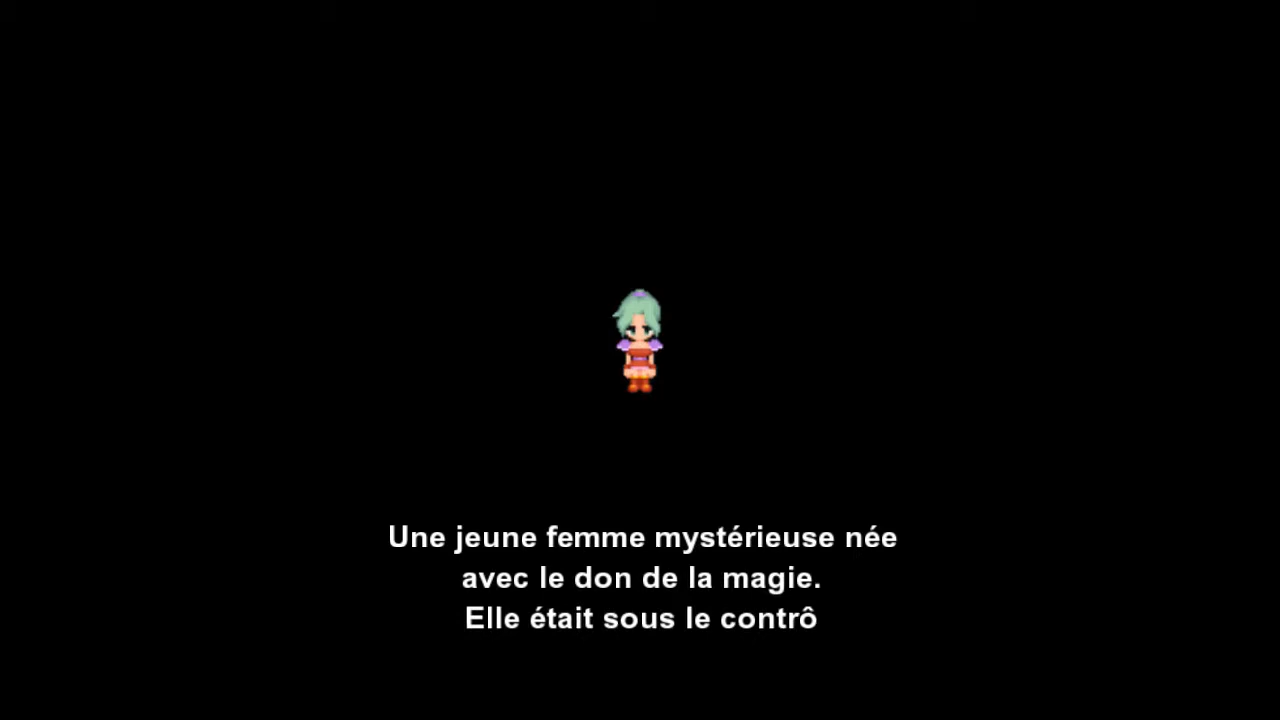 Une jeune femme mystérieuse née
avec le don de la magie.
Elle était sous le contrô